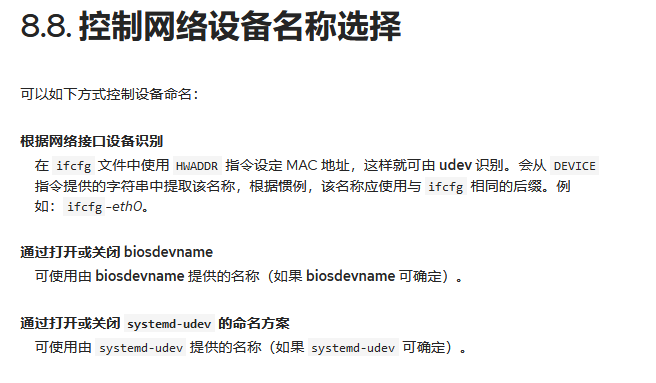 8.8. 控制网络设备名称选择
可以如下方式控制设备命名：
根据网络接口设备识别
在 ifcfg 文件中使用 HWADDR 指令设定 MAC 地址，这样就可由 udev 识别。会从 DEVICE
指令提供的字符串中提取该名称，根据惯例，该名称应使用与 ifcfg 相同的后缀。例
如：ifcfg-eth0。
通过打开或关闭 biosdevname
可使用由 biosdevname 提供的名称（如果 biosdevname 可确定）。
通过打开或关闭 systemd-udev 的命名方案
可使用由 systemd-udev 提供的名称（如果 systemd-udev 可确定）。